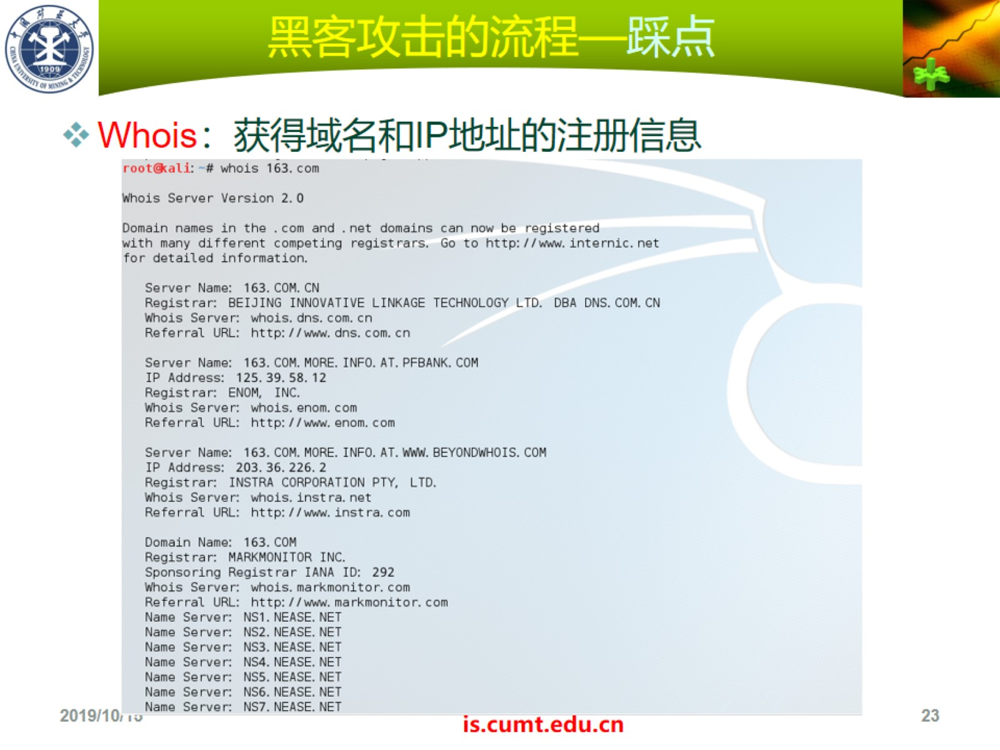 黑客攻击的流程—踩点
中国矿业大学
1909
CHINA UNIVERSITY OF MINING & TECHNOLOGY
Whois：获得域名和IP地址的注册信息
root@kali:~# whois 163.com
Whois Server Version 2.0
Domain names in the .com and .net domains can now be registered
with many different competing registrars. Go to http://www.internic.net
for detailed information.
Server Name: 163.COM.CN
Registrar: BEIJING INNOVATIVE LINKAGE TECHNOLOGY LTD. DBA DNS.COM.CN
Whois Server: whois.dns.com.cn
Referral URL: http://www.dns.com.cn
Server Name: 163.COM.MORE.INFO.AT.PFBANK.COM
IP Address: 125.39.58.12
Registrar: ENOM, INC.
Whois Server: whois.enom.com
Referral URL: http://www.enom.com
Server Name: 163.COM.MORE.INFO.AT.WWW.BEYONDWHOIS.COM
IP Address: 203.36.226.2
Registrar: INSTRA CORPORATION PTY, LTD.
Whois Server: whois.instra.net
Referral URL: http://www.instra.com
Domain Name: 163.COM
Registrar: MARKMONITOR INC.
Sponsoring Registrar IANA ID: 292
Whois Server: whois.markmonitor.com
Referral URL: http://www.markmonitor.com
Name Server: NS1.NEASE.NET
Name Server: NS2.NEASE.NET
Name Server: NS3.NEASE.NET
Name Server: NS4.NEASE.NET
Name Server: NS5.NEASE.NET
Name Server: NS6.NEASE.NET
Name Server: NS7.NEASE.NET
2019/10/15
is.cumt.edu.cn
23